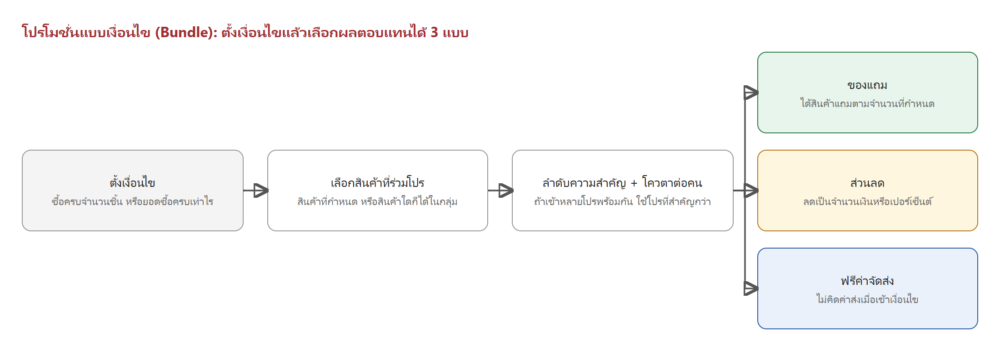 โปรโมชั่นแบบเงื่อนไข (Bundle): ตั้งเงื่อนไขแล้วเลือกผลตอบแทนได้ 3 แบบ
ตั้งเงื่อนไข
ซื้อครบจำนวนชิ้น หรือยอดซื้อครบเท่าไร
เลือกสินค้าที่ร่วมโปร
สินค้าที่กำหนด หรือสินค้าใดก็ได้ในกลุ่ม
ลำดับความสำคัญ + โควตาต่อคน
ถ้าเข้าหลายโปรพร้อมกัน ใช้โปรที่สำคัญกว่า
ของแถม
ได้สินค้าแถมตามจำนวนที่กำหนด
ส่วนลด
ลดเป็นจำนวนเงินหรือเปอร์เซ็นต์
ฟรีค่าจัดส่ง
ไม่คิดค่าส่งเมื่อเข้าเงื่อนไข